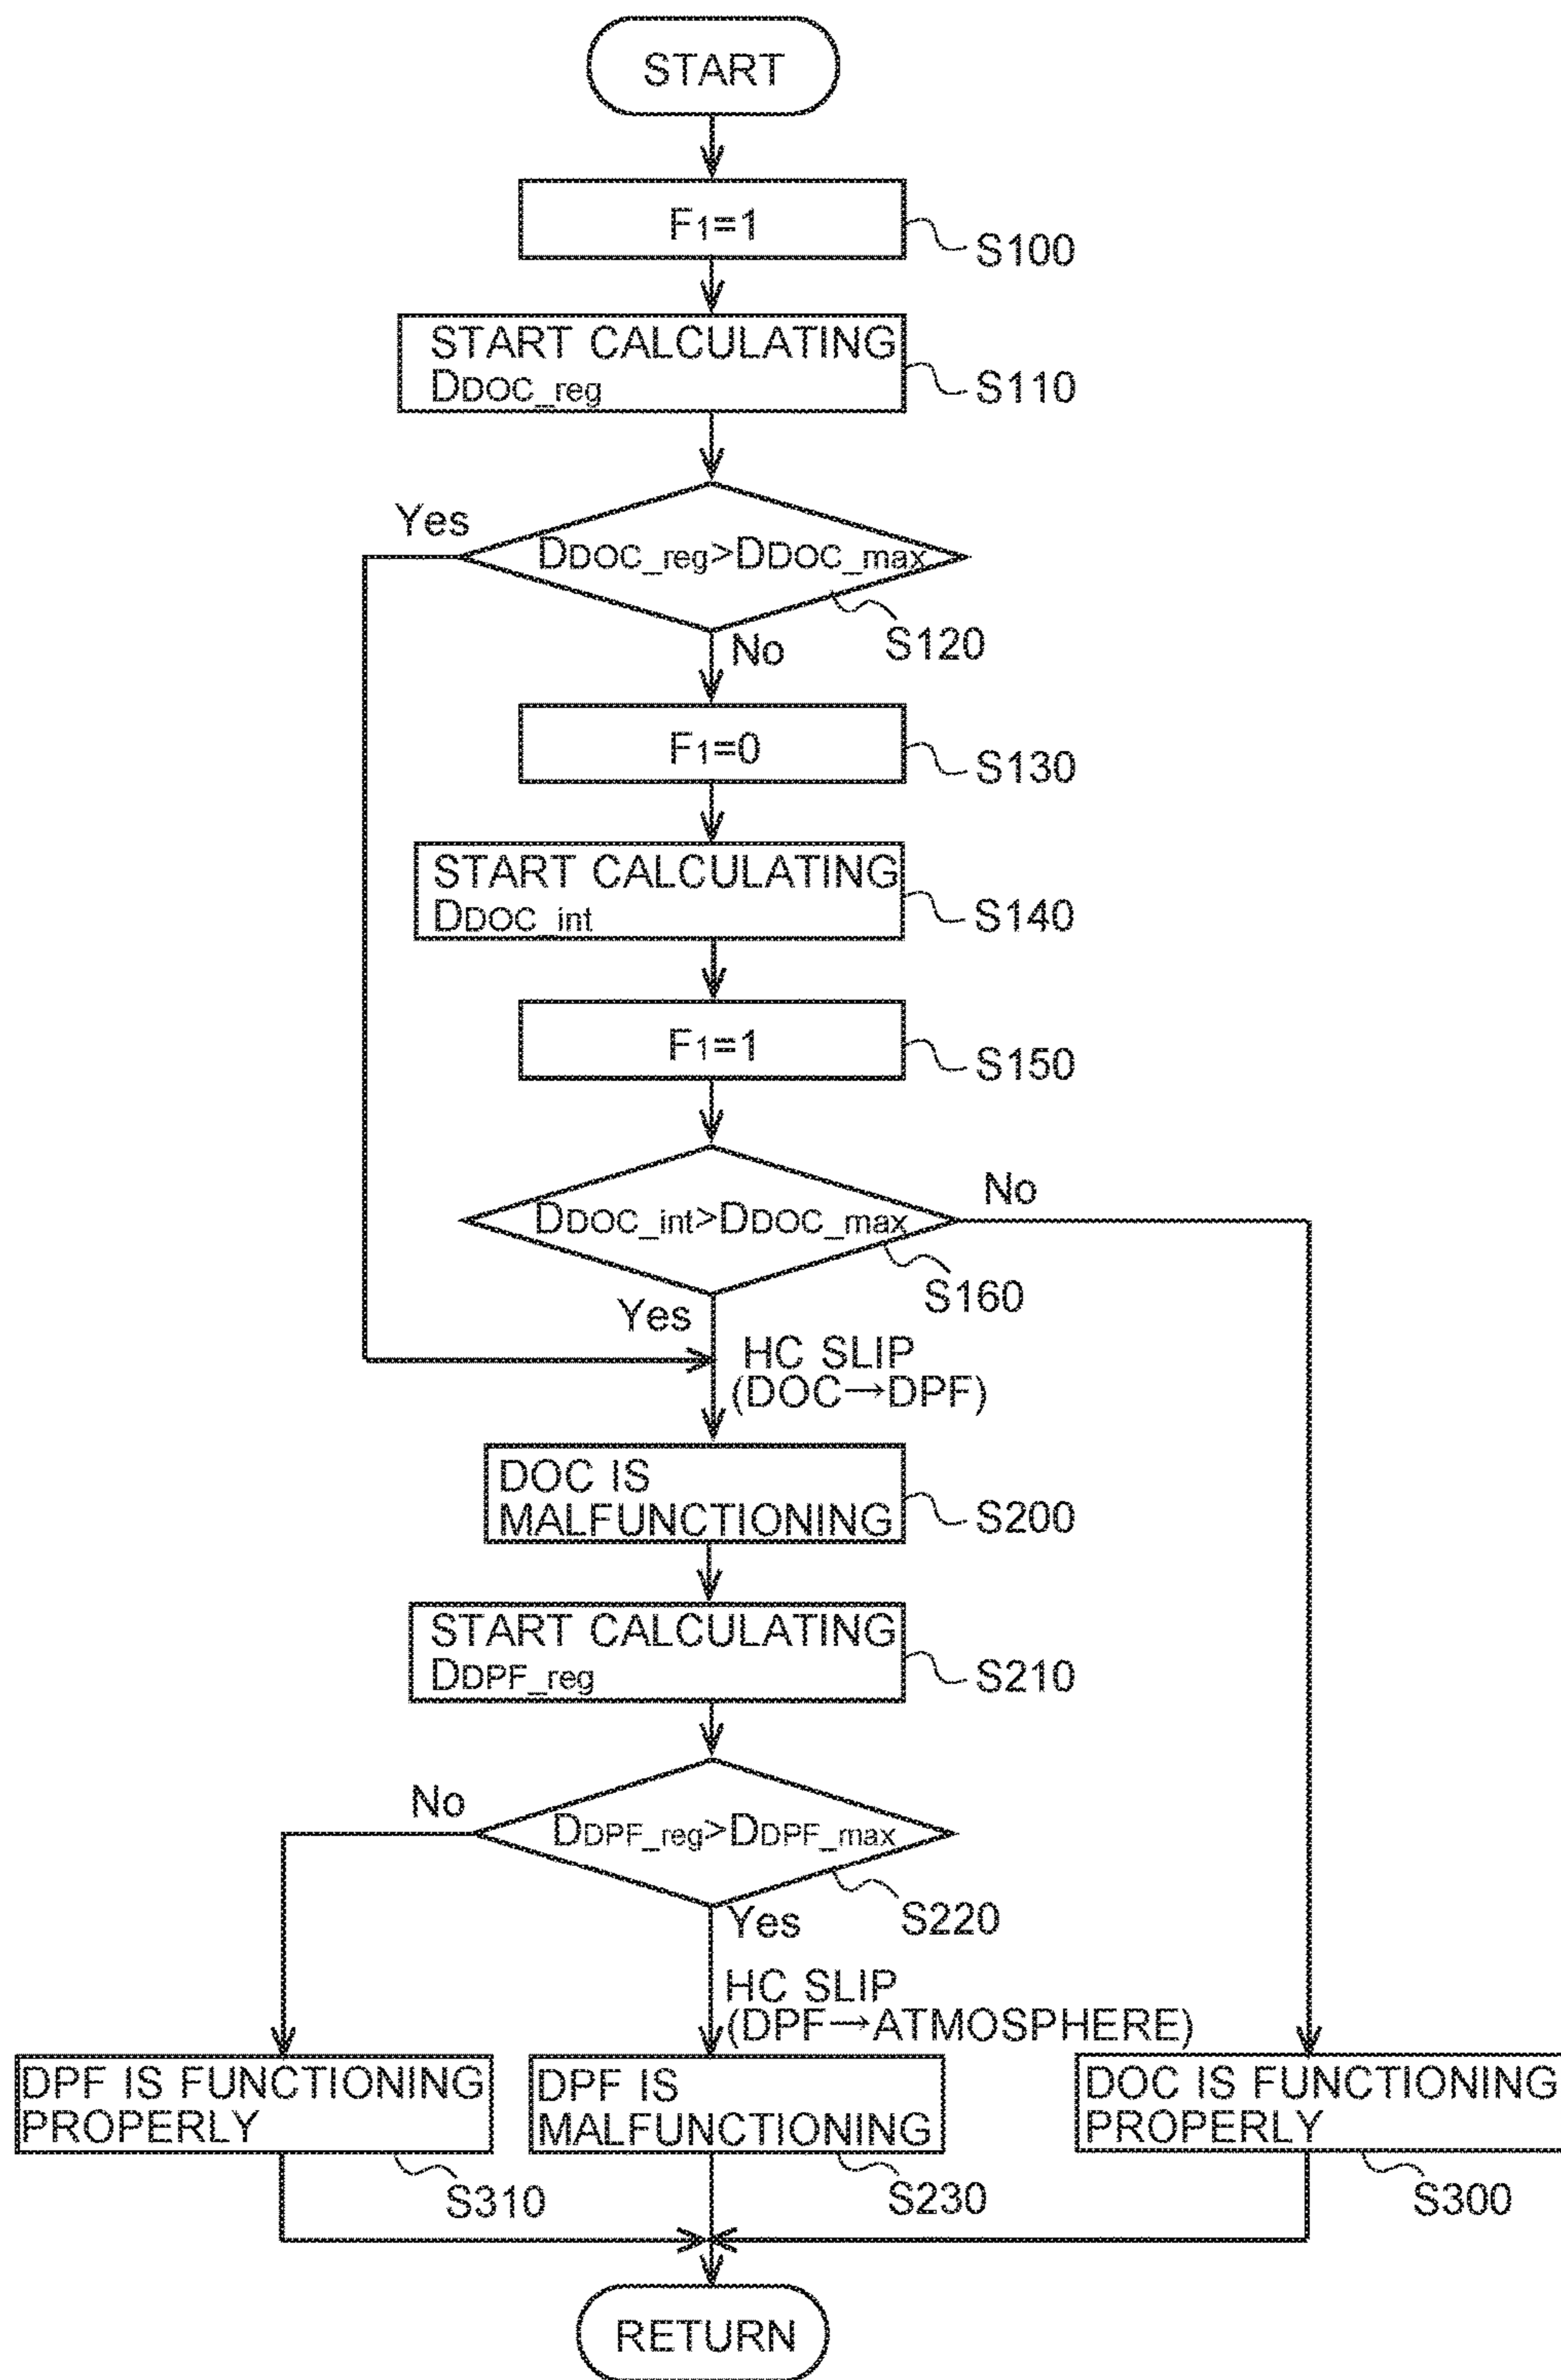 START
F1=1
S100
START CALCULATING
DDOC_reg
S110
Yes
DDOC_reg>DDOC_max
S120
No
F1=0
S130
START CALCULATING
DDOC_int
S140
F1=1
S150
No
DDOC_int>DDOC_max
S160
Yes
HC SLIP
(DOC→DPF)
DOC IS
MALFUNCTIONING
S200
START CALCULATING
DDPF_reg
S210
No
DDPF_reg>DDPF_max
S220
Yes
HC SLIP
(DPF→ATMOSPHERE)
DPF IS FUNCTIONING
PROPERLY
S310
DPF IS
MALFUNCTIONING
S230
DOC IS FUNCTIONING
PROPERLY
S300
RETURN